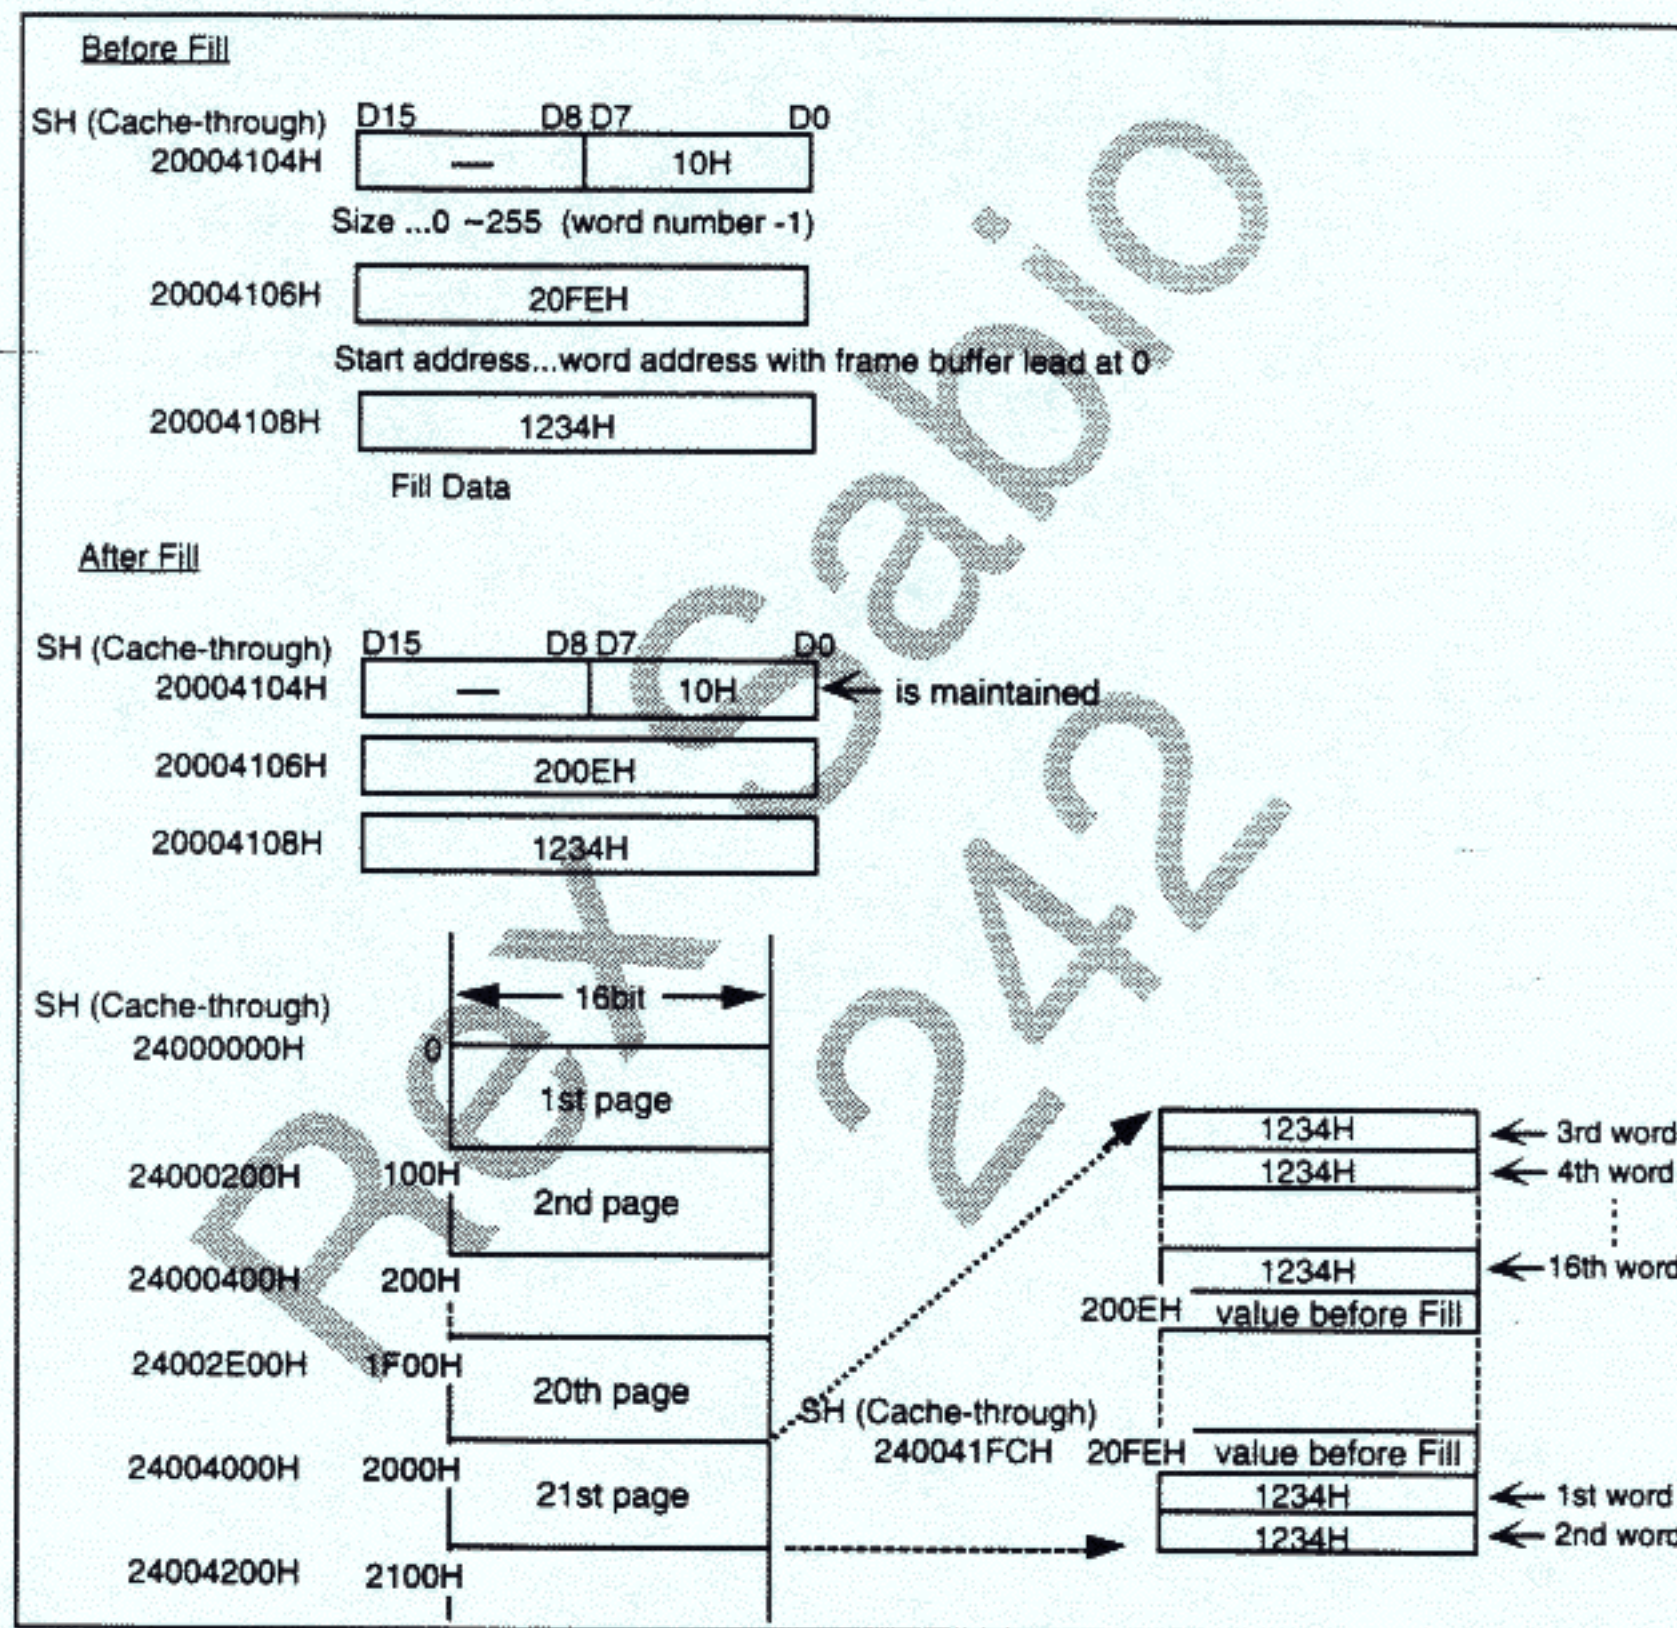 Before Fill
SH (Cache-through) D15 D8 D7 D0
20004104H — 10H
Size ...0 ~255 (word number -1)
20004106H 20FEH
Start address...word address with frame buffer lead at 0
20004108H 1234H
Fill Data
After Fill
SH (Cache-through) D15 D8 D7 D0
20004104H — 10H is maintained
20004106H 200EH
20004108H 1234H
16bit
SH (Cache-through)
24000000H 0
1st page
24000200H 100H
2nd page
24000400H 200H
24002E00H 1F00H
20th page
24004000H 2000H
21st page
24004200H 2100H
1234H 3rd word
1234H 4th word
1234H 16th word
200EH value before Fill
SH (Cache-through)
240041FCH 20FEH value before Fill
1234H 1st word
1234H 2nd word
Rex Sabio
242